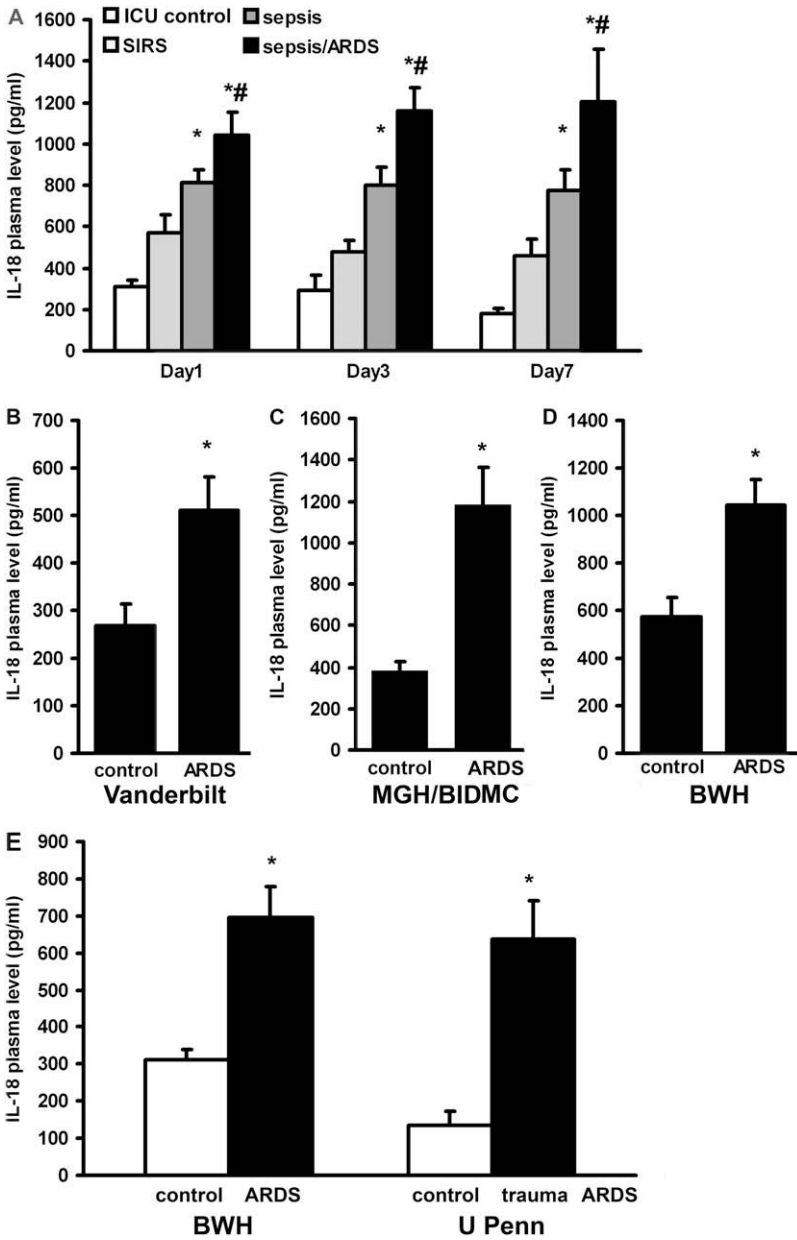 A
ICU control sepsis
SIRS sepsis/ARDS
IL-18 plasma level (pg/ml)
1600
1400
1200
1000
800
600
400
200
0
* *# * *# * *#
Day1 Day3 Day7
B
IL-18 plasma level (pg/ml)
700
600
500
400
300
200
100
0
*
control ARDS
Vanderbilt
C
IL-18 plasma level (pg/ml)
1600
1400
1200
1000
800
600
400
200
0
*
control ARDS
MGH/BIDMC
D
IL-18 plasma level (pg/ml)
1400
1200
1000
800
600
400
200
0
*
control ARDS
BWH
E
IL-18 plasma level (pg/ml)
900
800
700
600
500
400
300
200
100
0
* *
control ARDS control trauma ARDS
BWH U Penn